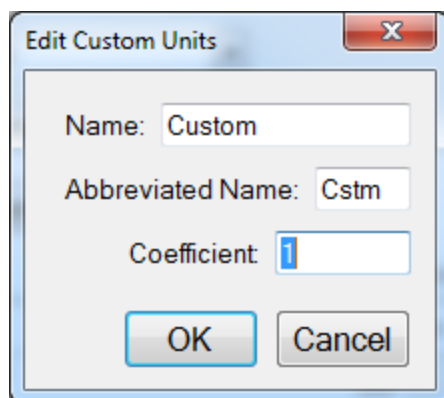 Edit Custom Units
Name: Custom
Abbreviated Name: Cstm
Coefficient: 1
OK Cancel